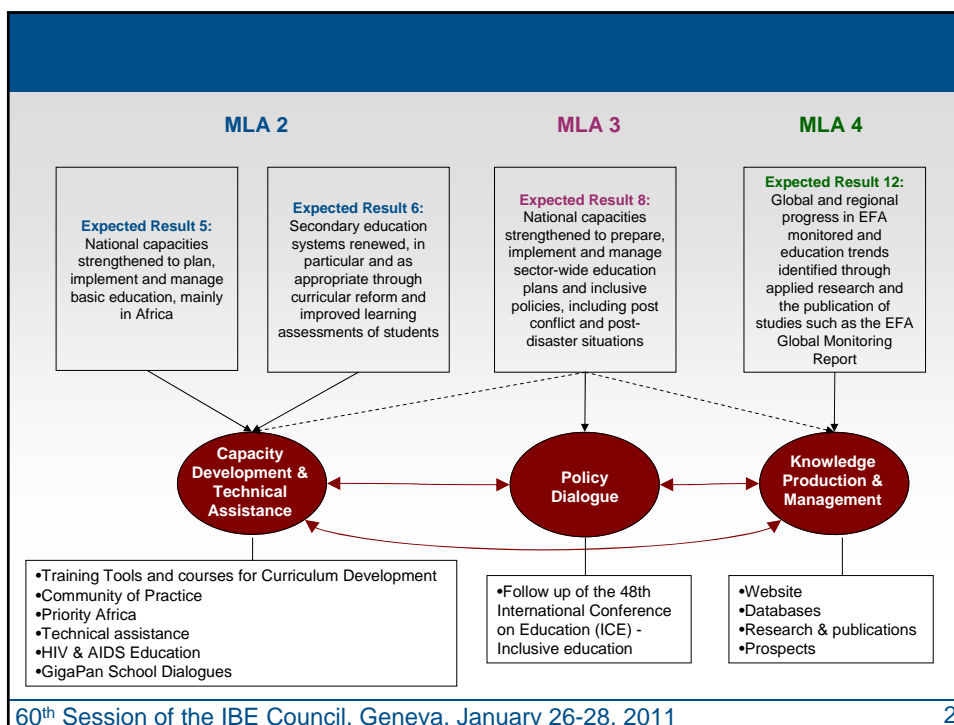 MLA 2
MLA 3
MLA 4
Expected Result 5:
National capacities
strengthened to plan,
implement and manage
basic education, mainly
in Africa
Expected Result 6:
Secondary education
systems renewed, in
particular and as
appropriate through
curricular reform and
improved learning
assessments of students
Expected Result 8:
National capacities
strengthened to prepare,
implement and manage
sector-wide education
plans and inclusive
policies, including post
conflict and post-
disaster situations
Expected Result 12:
Global and regional
progress in EFA
monitored and
education trends
identified through
applied research and
the publication of
studies such as the EFA
Global Monitoring
Report
Capacity
Development &
Technical
Assistance
Policy
Dialogue
Knowledge
Production &
Management
•Training Tools and courses for Curriculum Development
•Community of Practice
•Priority Africa
•Technical assistance
•HIV & AIDS Education
•GigaPan School Dialogues
•Follow up of the 48th
International Conference
on Education (ICE) -
Inclusive education
•Website
•Databases
•Research & publications
•Prospects
60th Session of the IBE Council, Geneva, January 26-28, 2011
2